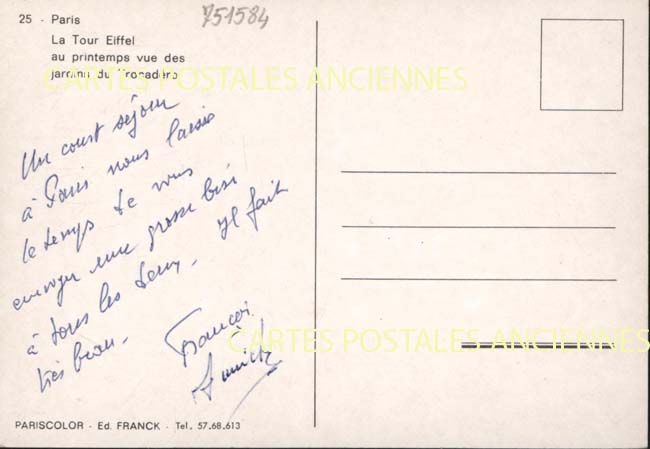 25 - Paris
751584
La Tour Eiffel
au printemps vue des
jardins du Trocadéro
CARTES POSTALES ANCIENNES
Un court séjour
à Paris nous laisse
le temps de vous
envoyer une grosse bise
à tous les deux. Il fait
très beau.
François
CARTES POSTALES ANCIENNES
PARISCOLOR - Ed. FRANCK - Tel. 57.68.613